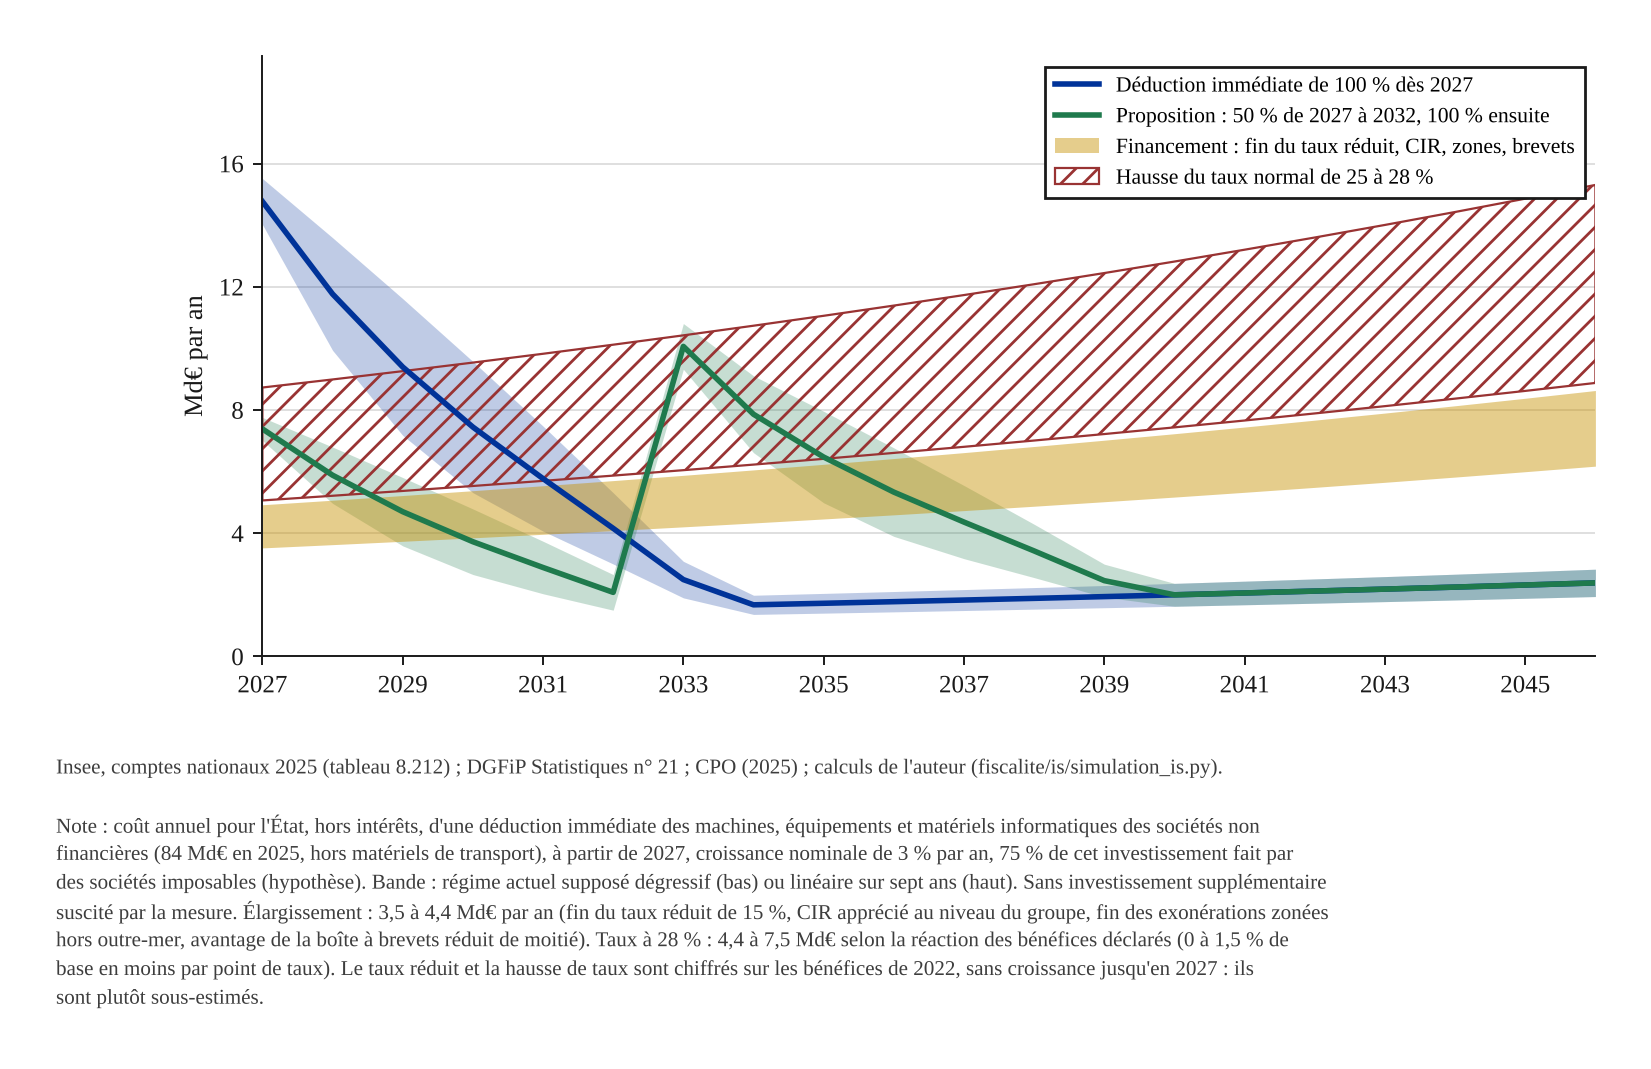 Déduction immédiate de 100 % dès 2027
Proposition : 50 % de 2027 à 2032, 100 % ensuite
Financement : fin du taux réduit, CIR, zones, brevets
Hausse du taux normal de 25 à 28 %
Md€ par an
16
12
8
4
0
2027 2029 2031 2033 2035 2037 2039 2041 2043 2045
Insee, comptes nationaux 2025 (tableau 8.212) ; DGFiP Statistiques n° 21 ; CPO (2025) ; calculs de l'auteur (fiscalite/is/simulation_is.py).
Note : coût annuel pour l'État, hors intérêts, d'une déduction immédiate des machines, équipements et matériels informatiques des sociétés non
financières (84 Md€ en 2025, hors matériels de transport), à partir de 2027, croissance nominale de 3 % par an, 75 % de cet investissement fait par
des sociétés imposables (hypothèse). Bande : régime actuel supposé dégressif (bas) ou linéaire sur sept ans (haut). Sans investissement supplémentaire
suscité par la mesure. Élargissement : 3,5 à 4,4 Md€ par an (fin du taux réduit de 15 %, CIR apprécié au niveau du groupe, fin des exonérations zonées
hors outre-mer, avantage de la boîte à brevets réduit de moitié). Taux à 28 % : 4,4 à 7,5 Md€ selon la réaction des bénéfices déclarés (0 à 1,5 % de
base en moins par point de taux). Le taux réduit et la hausse de taux sont chiffrés sur les bénéfices de 2022, sans croissance jusqu'en 2027 : ils
sont plutôt sous-estimés.